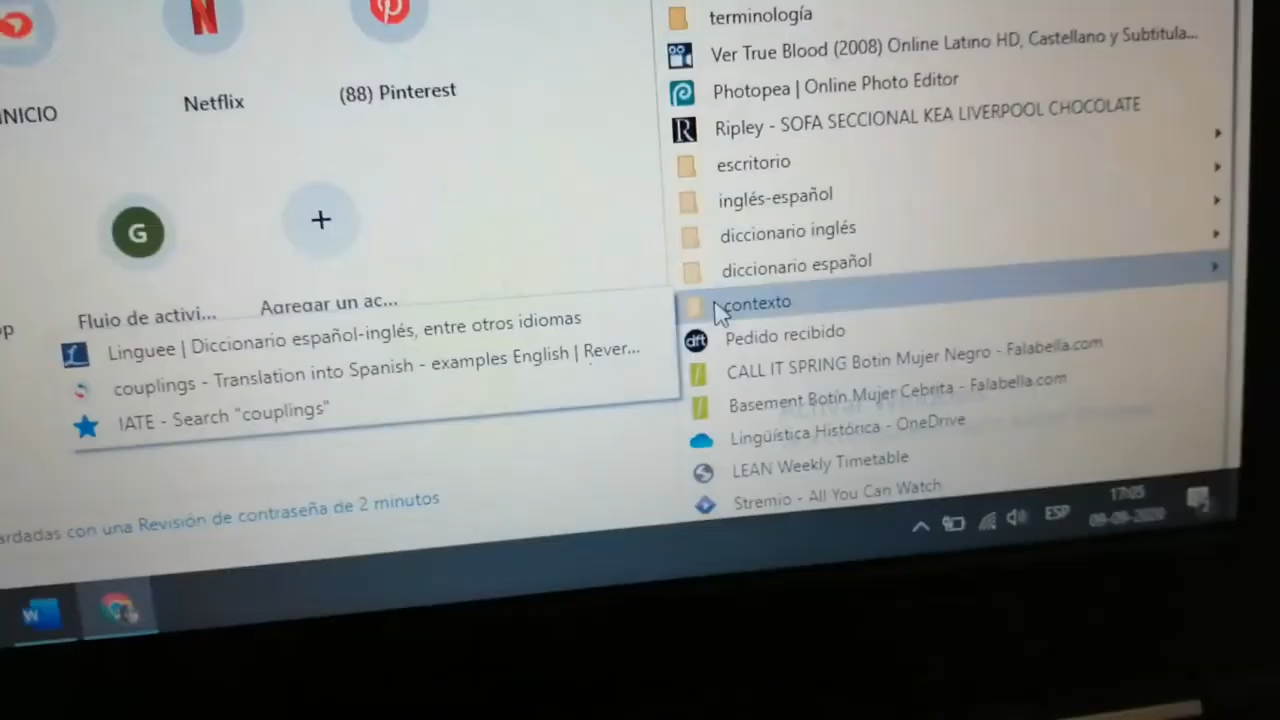 INICIO
Netflix
(88) Pinterest
G
Fluio de activi...
Agregar un ac...
Linguee | Diccionario español-inglés, entre otros idiomas
couplings - Translation into Spanish - examples English | Rever...
IATE - Search "couplings"
ardadas con una Revisión de contraseña de 2 minutos
terminología
Ver True Blood (2008) Online Latino HD, Castellano y Subtitula...
Photopea | Online Photo Editor
R
Ripley - SOFA SECCIONAL KEA LIVERPOOL CHOCOLATE
escritorio
inglés-español
diccionario inglés
diccionario español
contexto
dft
Pedido recibido
CALL IT SPRING Botin Mujer Negro - Falabella.com
Basement Botín Mujer Cebrita - Falabella.com
Lingüística Histórica - OneDrive
LEAN Weekly Timetable
Stremio - All You Can Watch
ESP
17:05
W